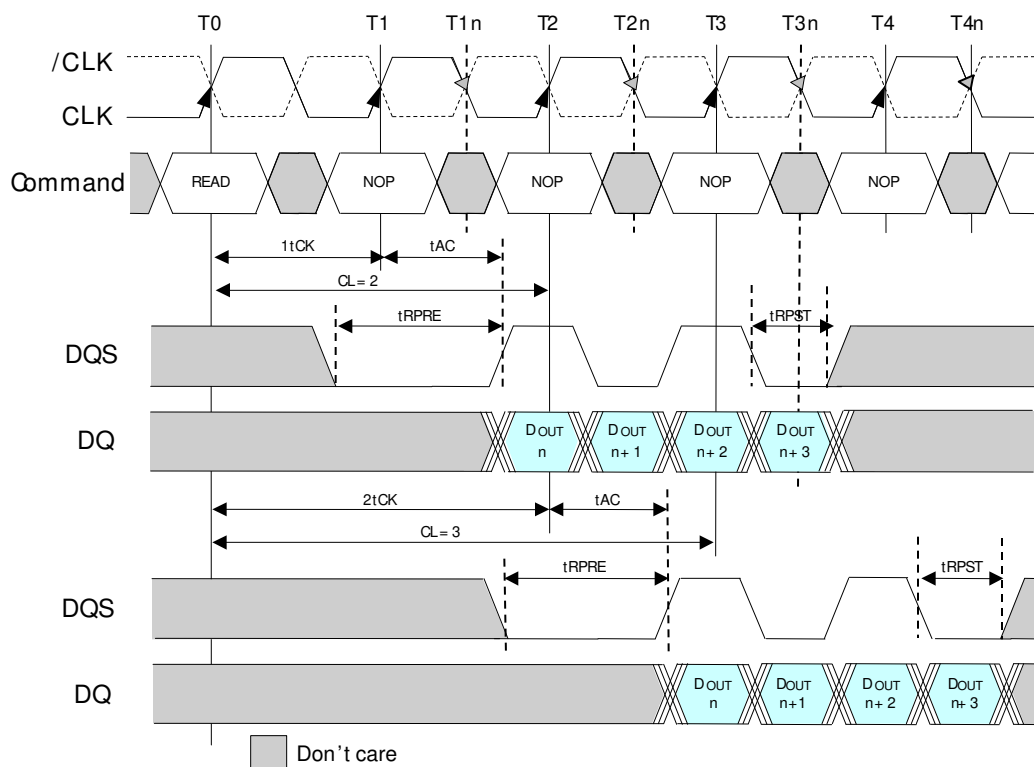 T0 T1 T1n T2 T2n T3 T3n T4 T4n
/CLK
CLK
Command READ NOP NOP NOP NOP
1tCK tAC
CL= 2
tRPRE tRPST
DQS
DQ DOUT n DOUT n+ 1 DOUT n+ 2 DOUT n+ 3
2tCK tAC
CL= 3
tRPRE tRPST
DQS
DQ DOUT n DOUT n+1 DOUT n+ 2 DOUT n+ 3
Don't care